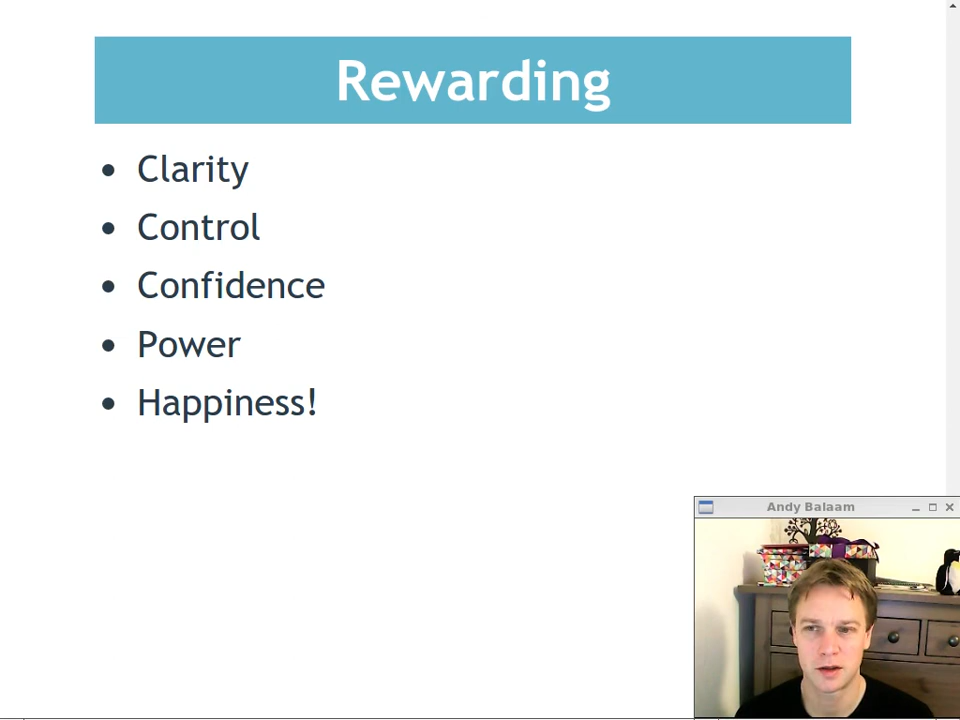 Rewarding
Clarity
Control
Confidence
Power
Happiness!
Andy Balaam